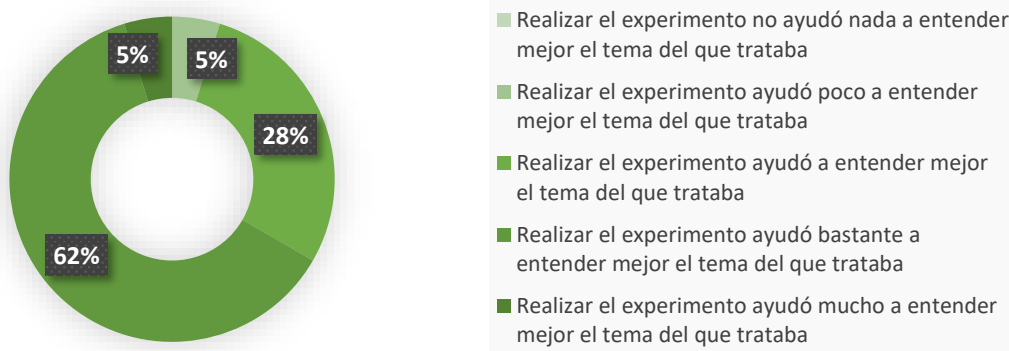 5%
5%
28%
62%
Realizar el experimento no ayudó nada a entender
mejor el tema del que trataba
Realizar el experimento ayudó poco a entender
mejor el tema del que trataba
Realizar el experimento ayudó a entender mejor
el tema del que trataba
Realizar el experimento ayudó bastante a
entender mejor el tema del que trataba
Realizar el experimento ayudó mucho a entender
mejor el tema del que trataba